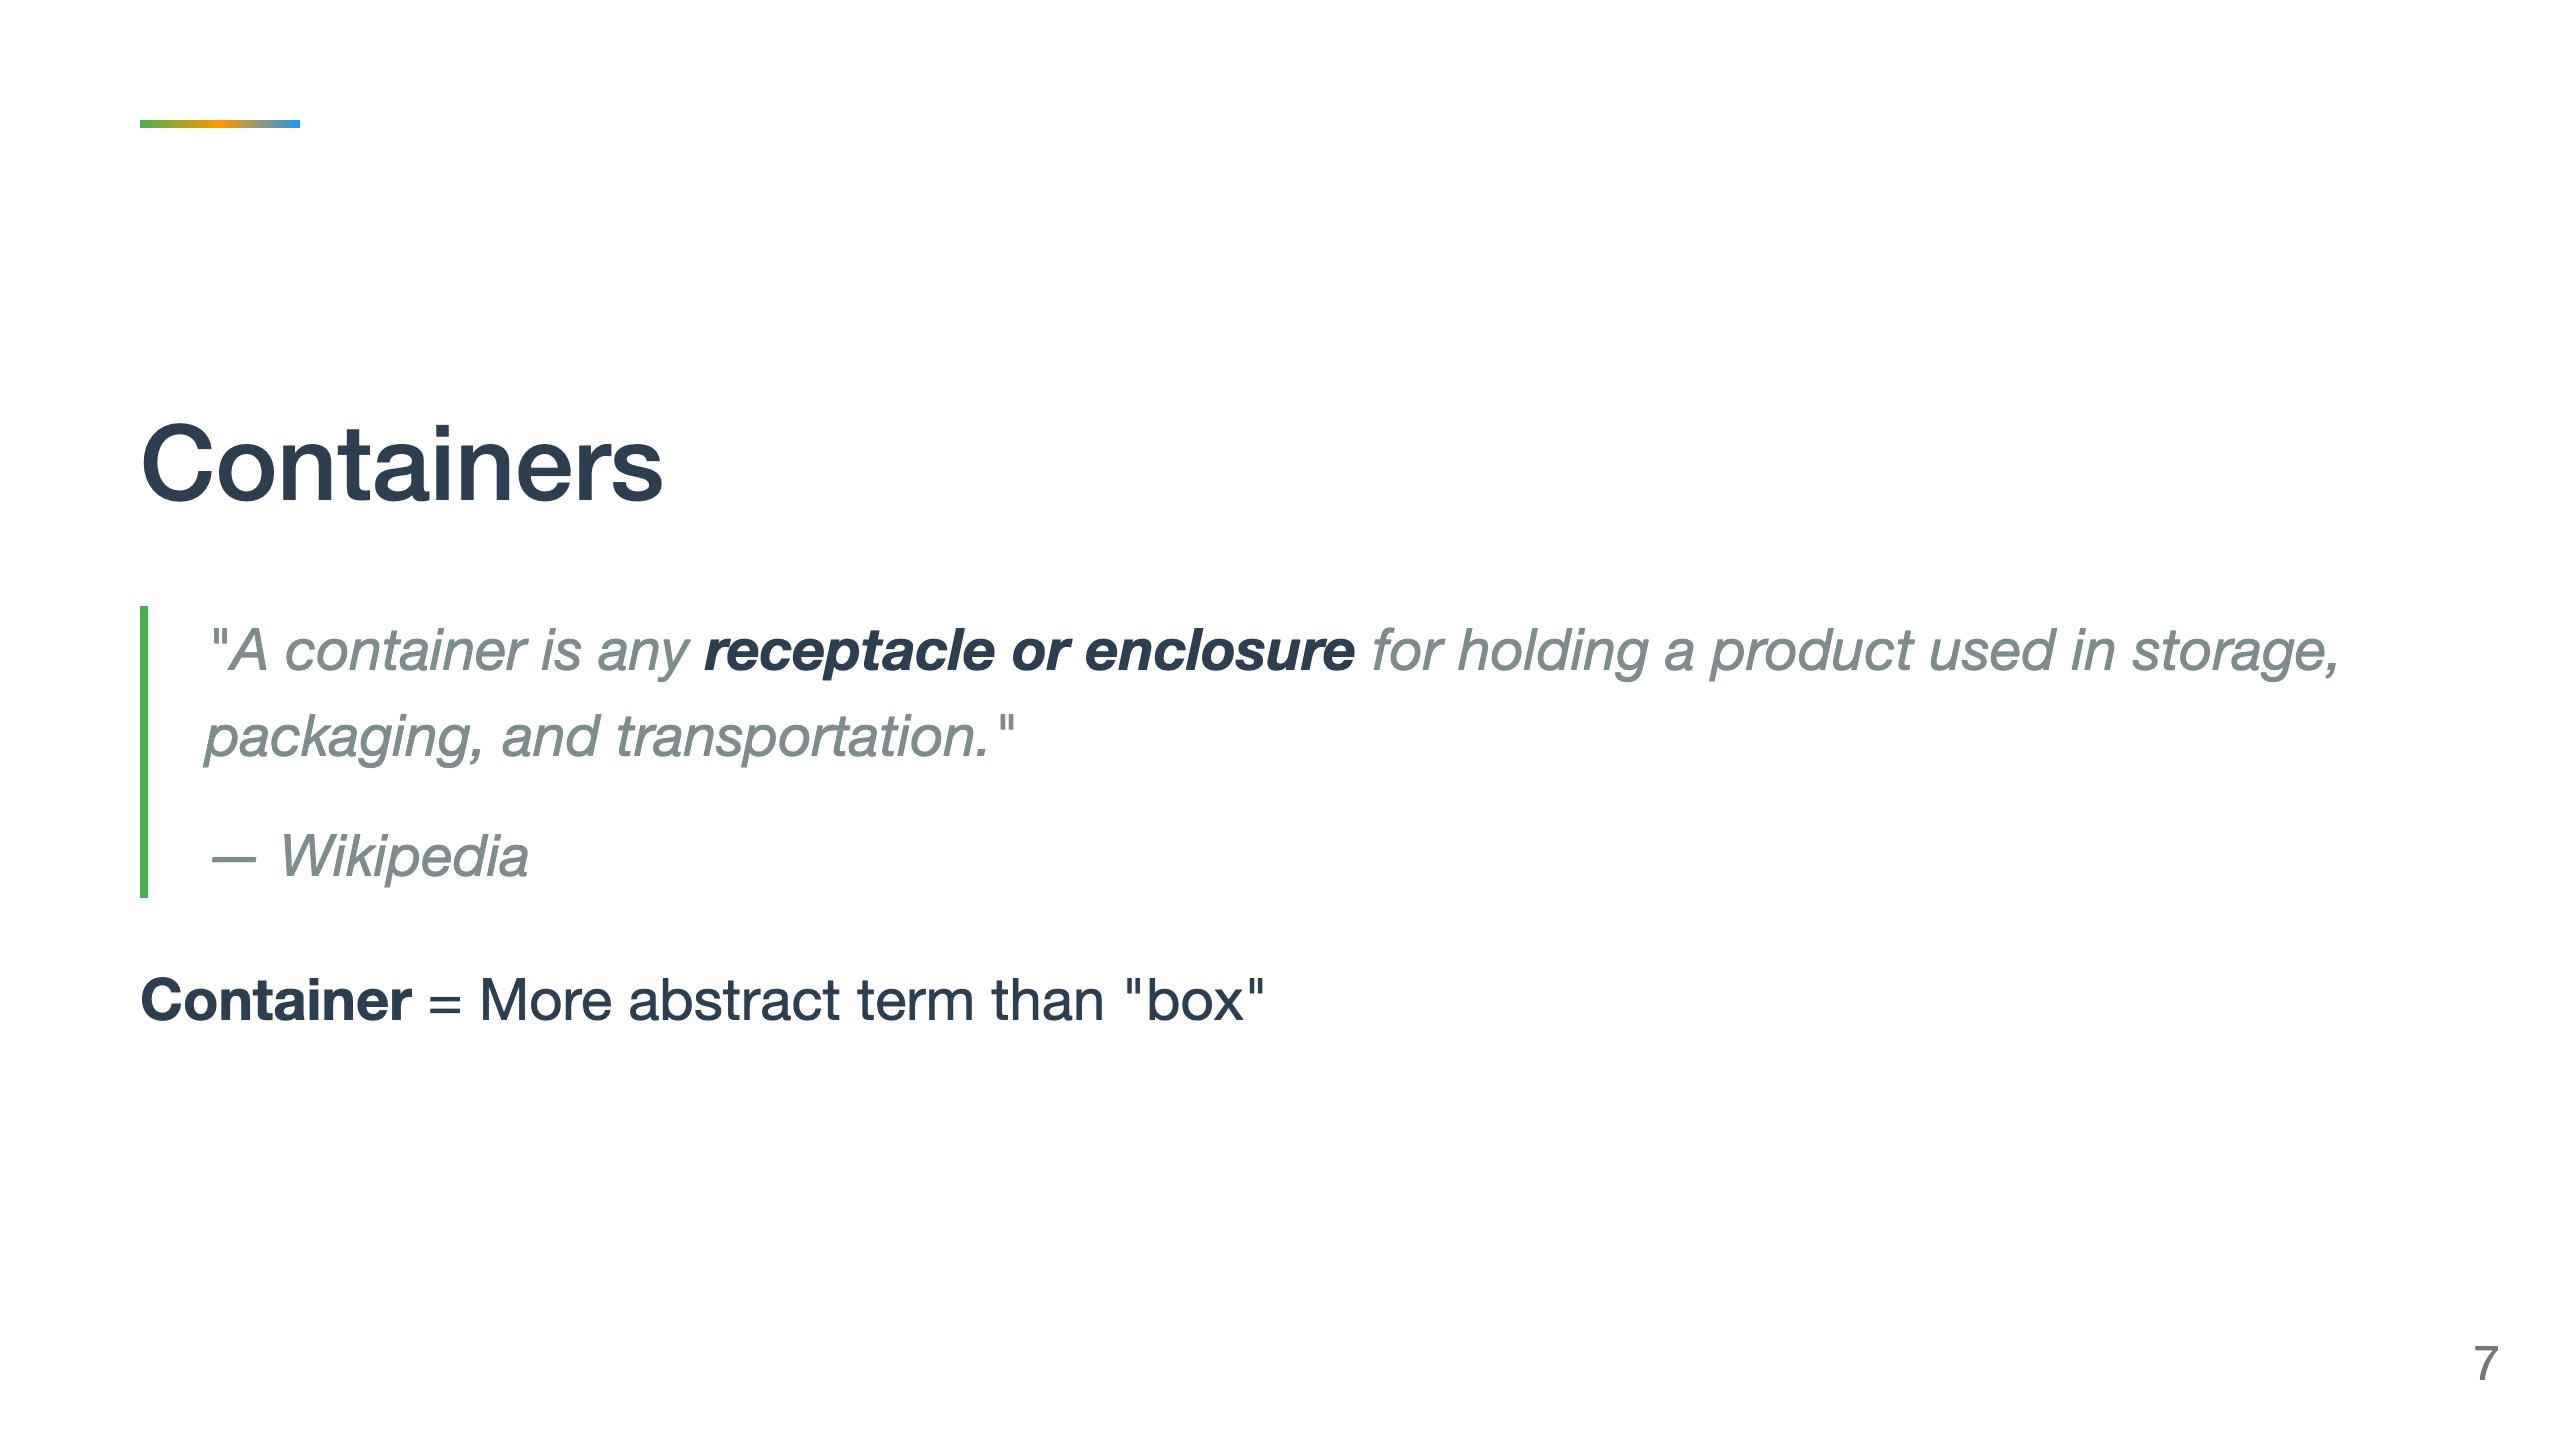 Containers
"A container is any receptacle or enclosure for holding a product used in storage,
packaging, and transportation."
— Wikipedia
Container = More abstract term than "box"
7